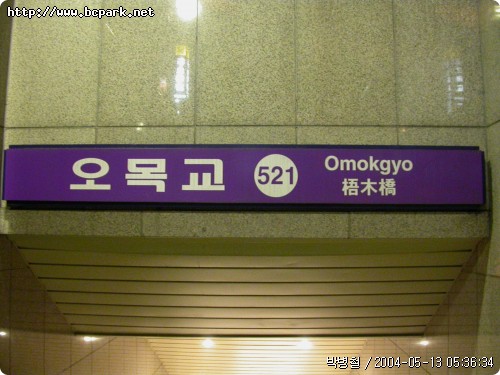 http://www.bcpark.net
오목교 521 Omokgyo
梧木橋
박병철 / 2004-05-13 05:36:34